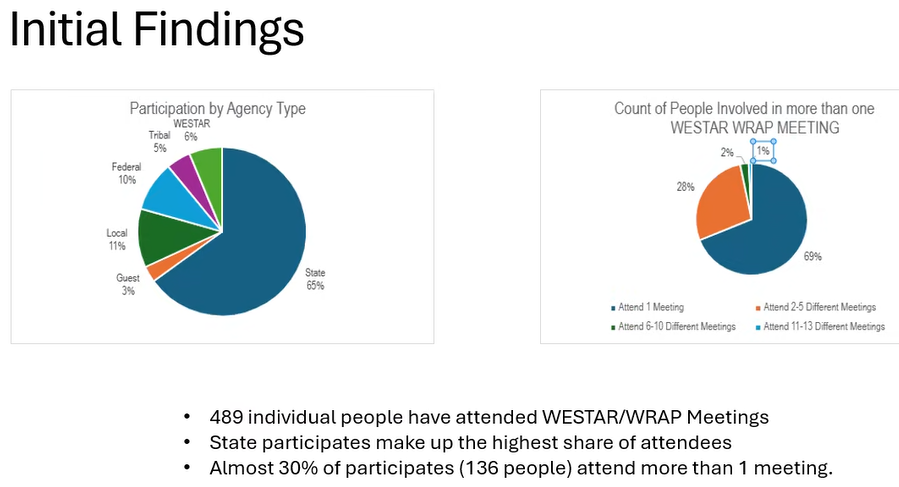 Initial Findings
Participation by Agency Type
WESTAR
6%
Tribal
5%
Federal
10%
Local
11%
Guest
3%
State
65%
Count of People Involved in more than one
WESTAR WRAP MEETING
2%
1%
28%
69%
Attend 1 Meeting
Attend 2-5 Different Meetings
Attend 6-10 Different Meetings
Attend 11-13 Different Meetings
• 489 individual people have attended WESTAR/WRAP Meetings
• State participates make up the highest share of attendees
• Almost 30% of participates (136 people) attend more than 1 meeting.